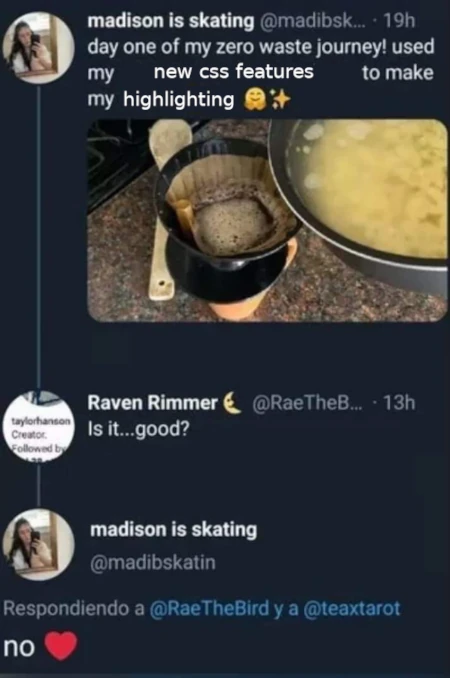 madison is skating @madibsk... · 19h
day one of my zero waste journey! used
my new css features to make
my highlighting 🤗✨
Raven Rimmer 🌜 @RaeTheB... · 13h
Is it...good?
taylorhanson
Creator.
Followed by
madison is skating
@madibskatin
Respondiendo a @RaeTheBird y a @teaxtarot
no ❤️